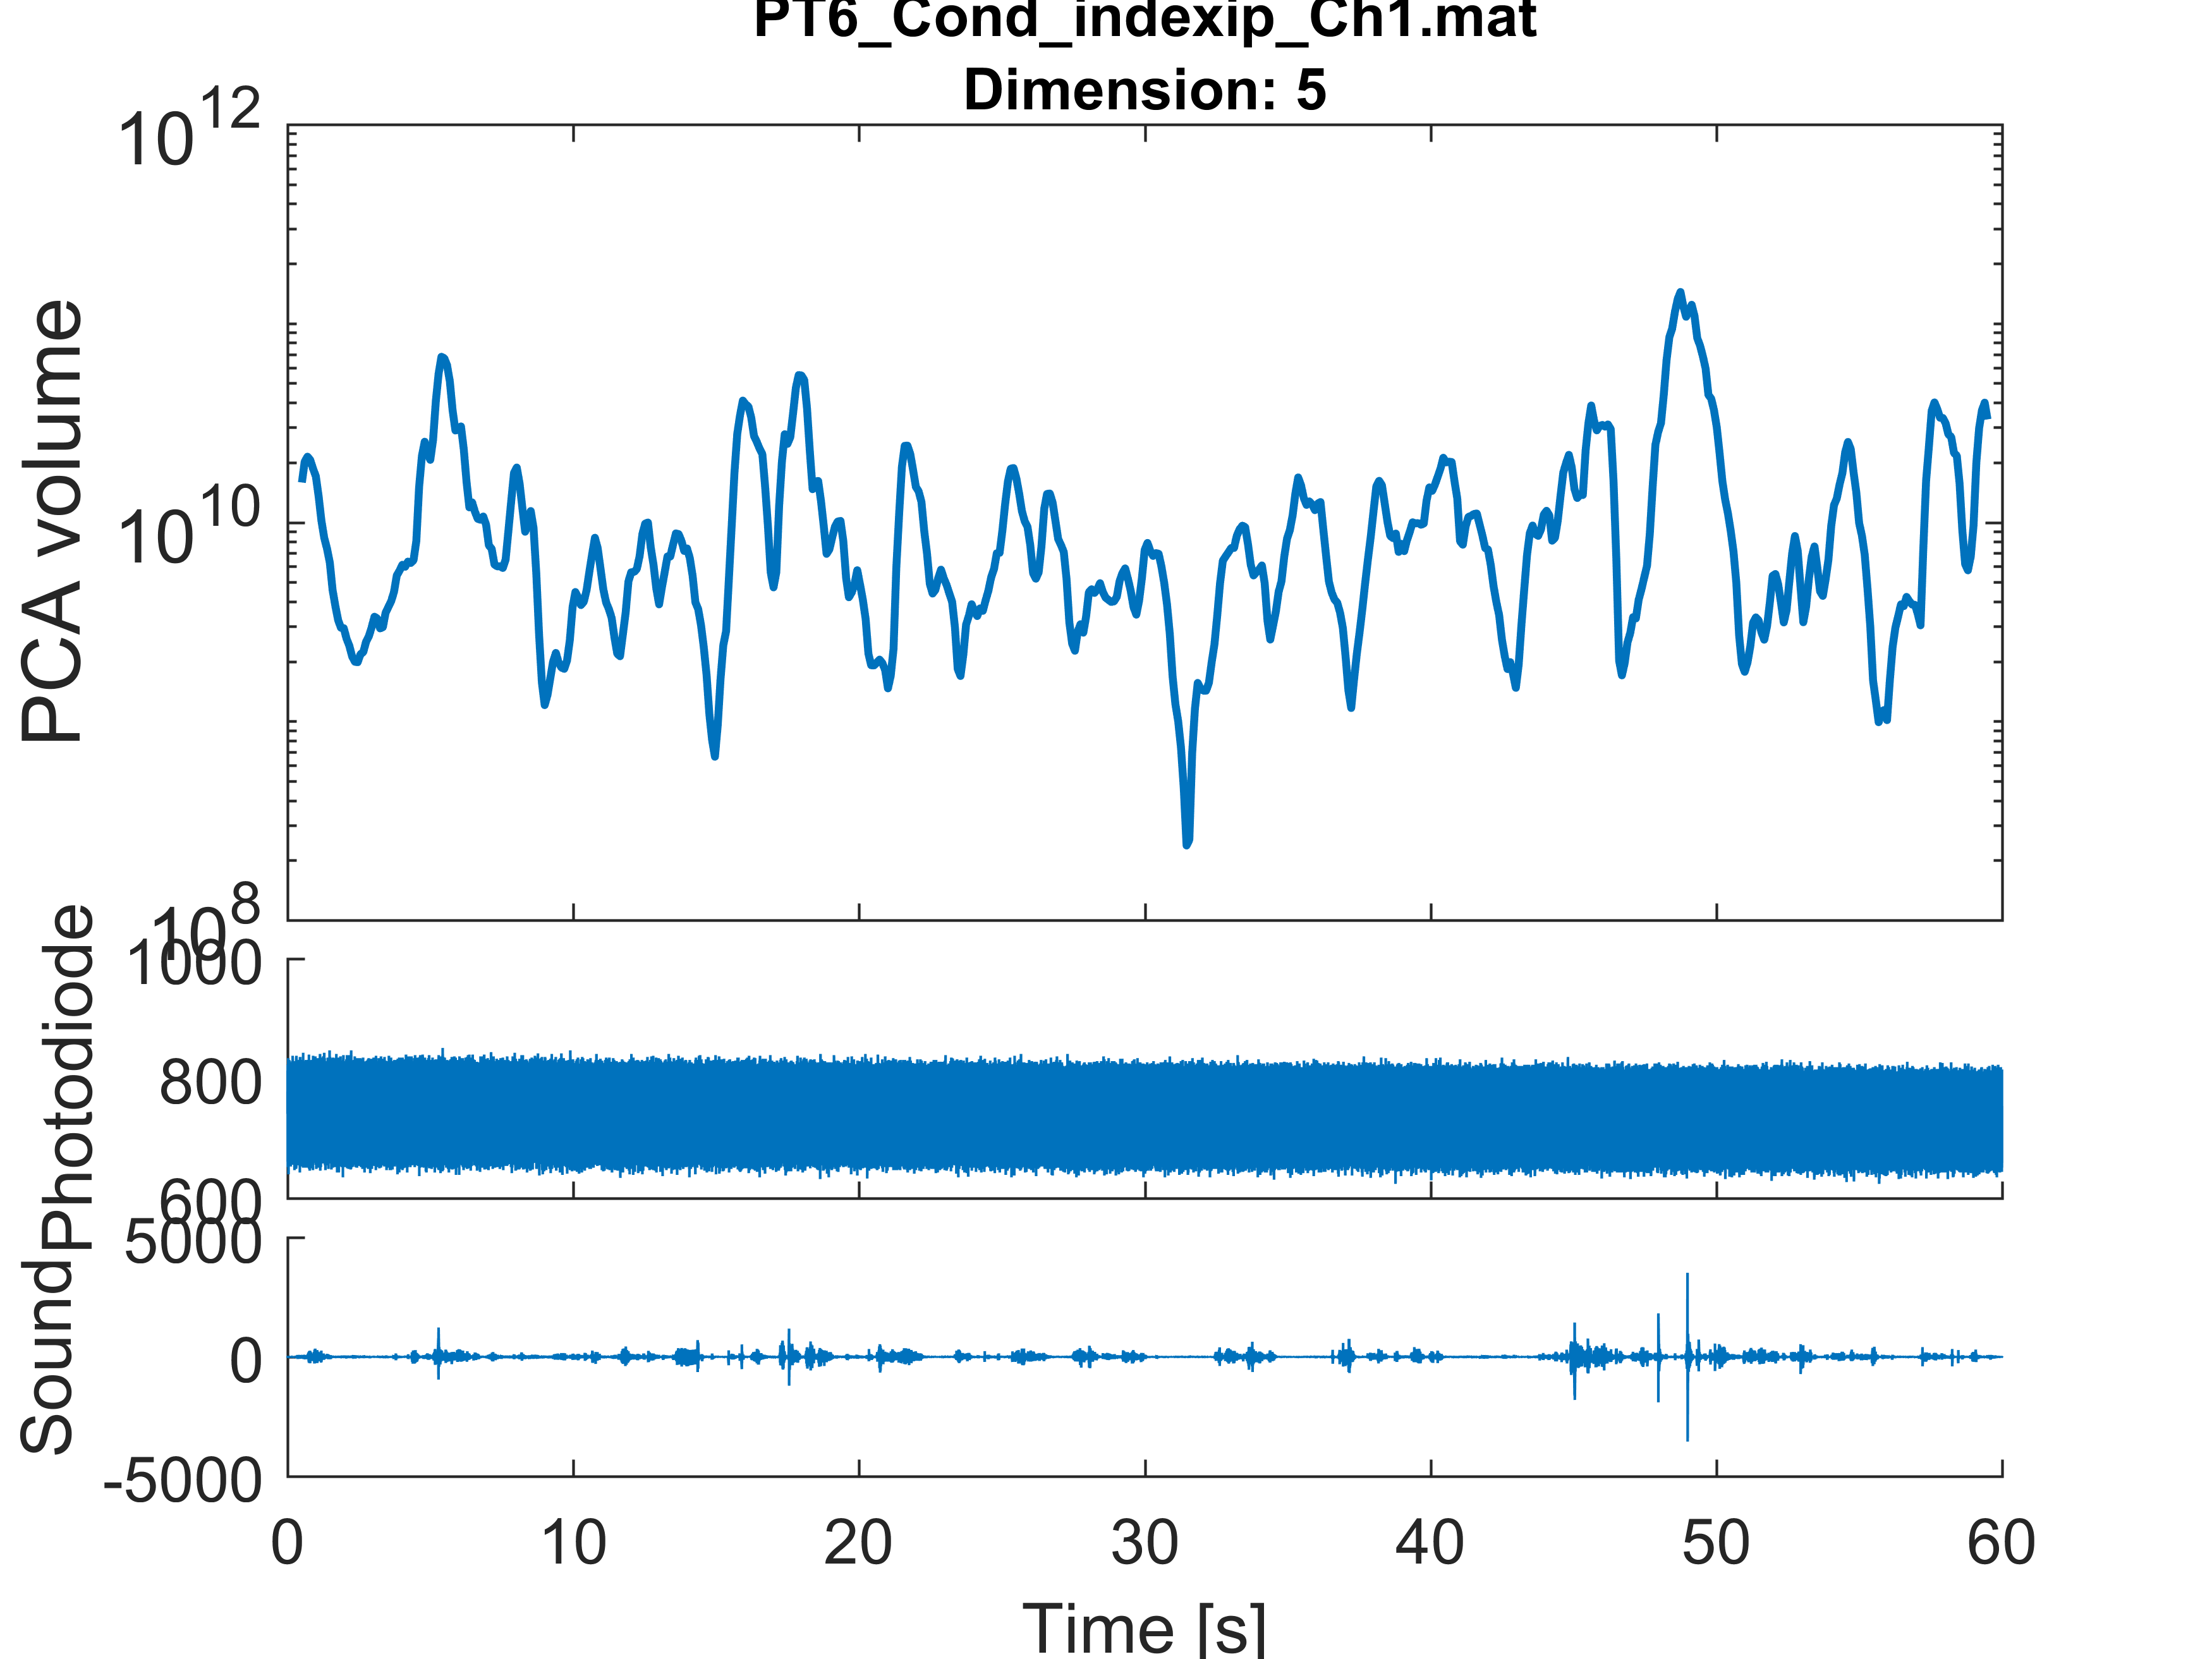 PT6_Cond_indexip_Ch1.mat
Dimension: 5
PCA volume
10^12
10^10
10^8
Photodiode
1000
800
600
Sound
5000
0
-5000
0 10 20 30 40 50 60
Time [s]